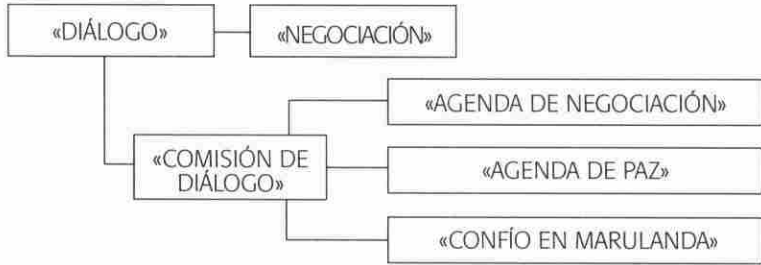 «DIÁLOGO»
«NEGOCIACIÓN»
«AGENDA DE NEGOCIACIÓN»
«COMISIÓN DE
DIÁLOGO»
«AGENDA DE PAZ»
«CONFÍO EN MARULANDA»